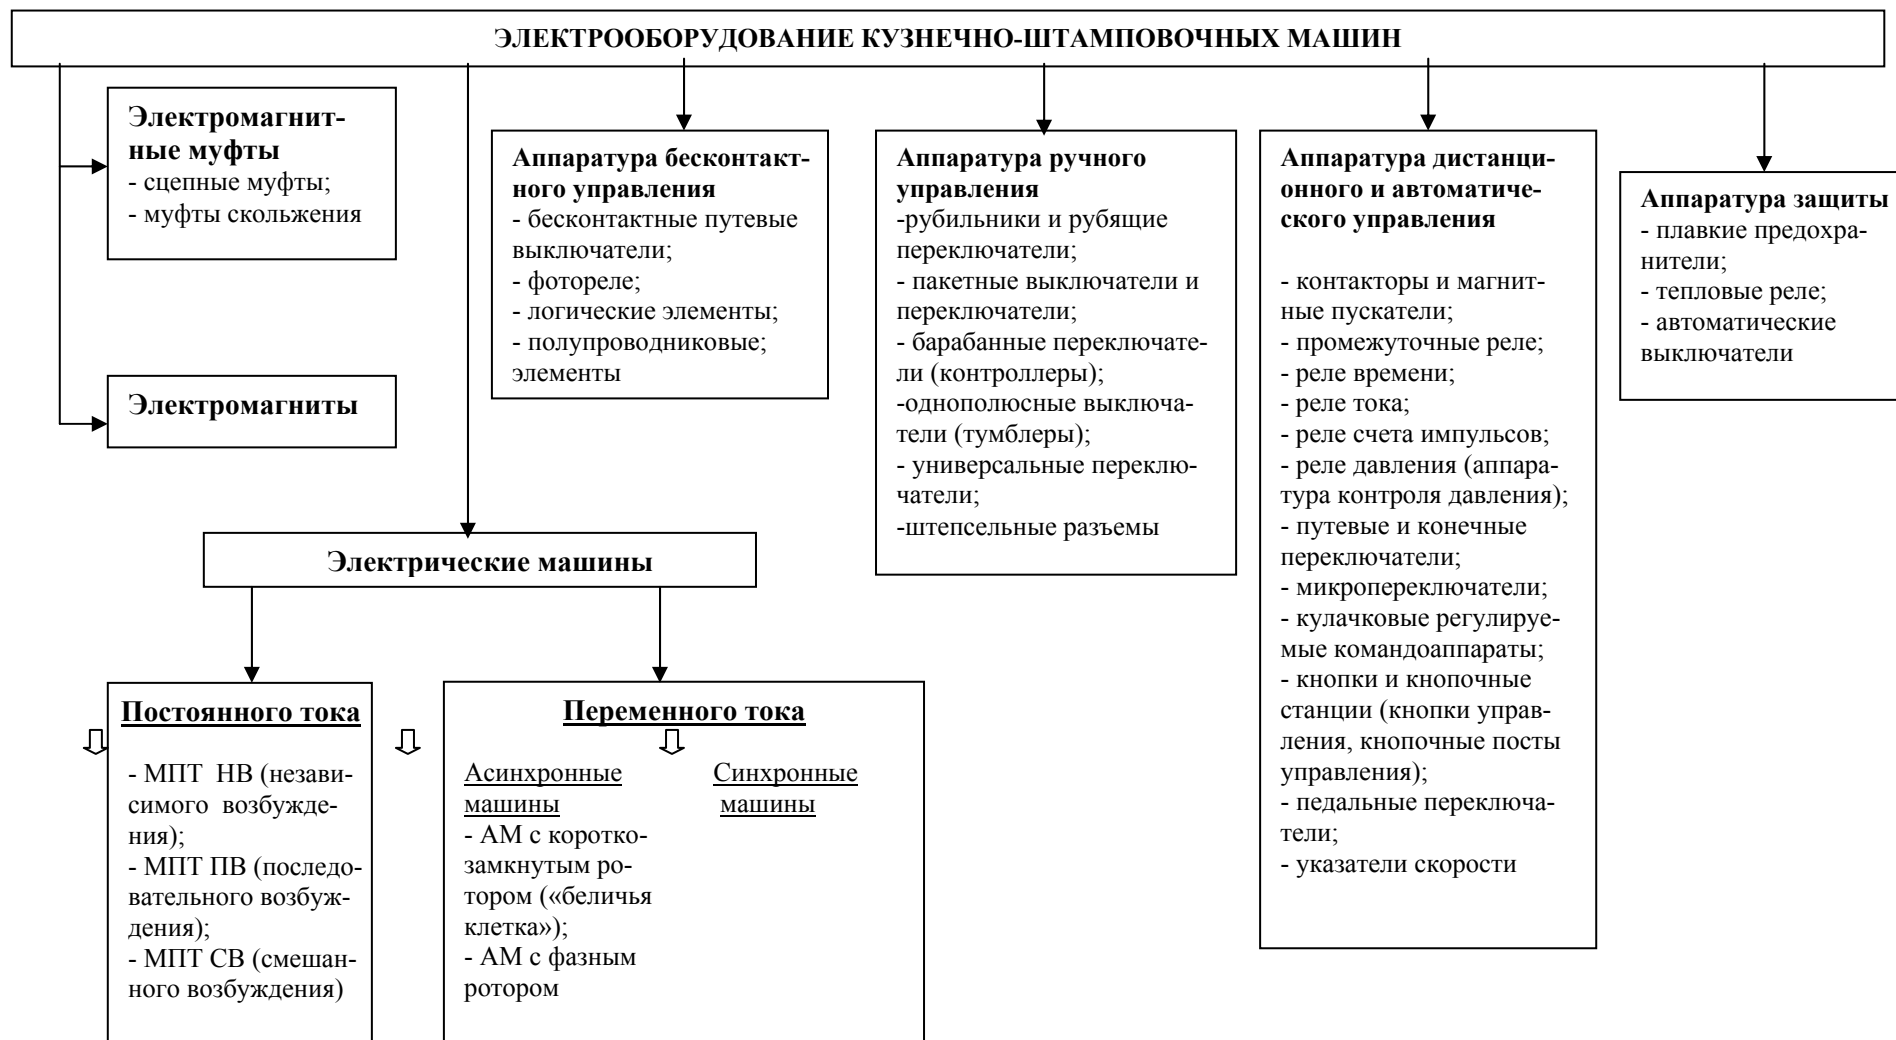 ЭЛЕКТРООБОРУДОВАНИЕ КУЗНЕЧНО-ШТАМПОВОЧНЫХ МАШИН
Электромагнит-
ные муфты
- сцепные муфты;
- муфты скольжения
Электромагниты
Аппаратура бесконтакт-
ного управления
- бесконтактные путевые
выключатели;
- фотореле;
- логические элементы;
- полупроводниковые;
элементы
Аппаратура ручного
управления
-рубильники и рубящие
переключатели;
- пакетные выключатели и
переключатели;
- барабанные переключате-
ли (контроллеры);
-однополюсные выключа-
тели (тумблеры);
- универсальные переклю-
чатели;
-штепсельные разъемы
Аппаратура дистанци-
онного и автоматиче-
ского управления
- контакторы и магнит-
ные пускатели;
- промежуточные реле;
- реле времени;
- реле тока;
- реле счета импульсов;
- реле давления (аппара-
тура контроля давления);
- путевые и конечные
переключатели;
- микропереключатели;
- кулачковые регулируе-
мые командоаппараты;
- кнопки и кнопочные
станции (кнопки управ-
ления, кнопочные посты
управления);
- педальные переключа-
тели;
- указатели скорости
Аппаратура защиты
- плавкие предохра-
нители;
- тепловые реле;
- автоматические
выключатели
Электрические машины
Постоянного тока
- МПТ НВ (незави-
симого возбужде-
ния);
- МПТ ПВ (последо-
вательного возбуж-
дения);
- МПТ СВ (смешан-
ного возбуждения)
Переменного тока
Асинхронные
машины
- АМ с коротко-
замкнутым ро-
тором («беличья
клетка»);
- АМ с фазным
ротором
Синхронные
машины